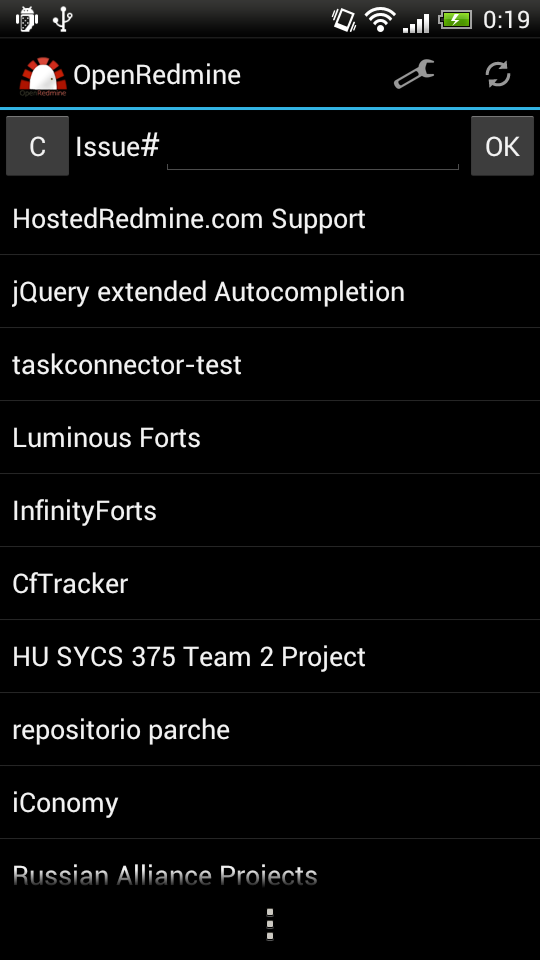 0:19
OpenRedmine
OpenRedmine
C Issue# OK
HostedRedmine.com Support
jQuery extended Autocompletion
taskconnector-test
Luminous Forts
InfinityForts
CfTracker
HU SYCS 375 Team 2 Project
repositorio parche
iConomy
Russian Alliance Projects